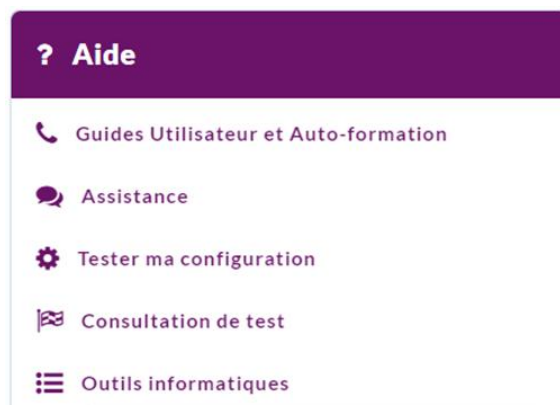 ? Aide
Guides Utilisateur et Auto-formation
Assistance
Tester ma configuration
Consultation de test
Outils informatiques